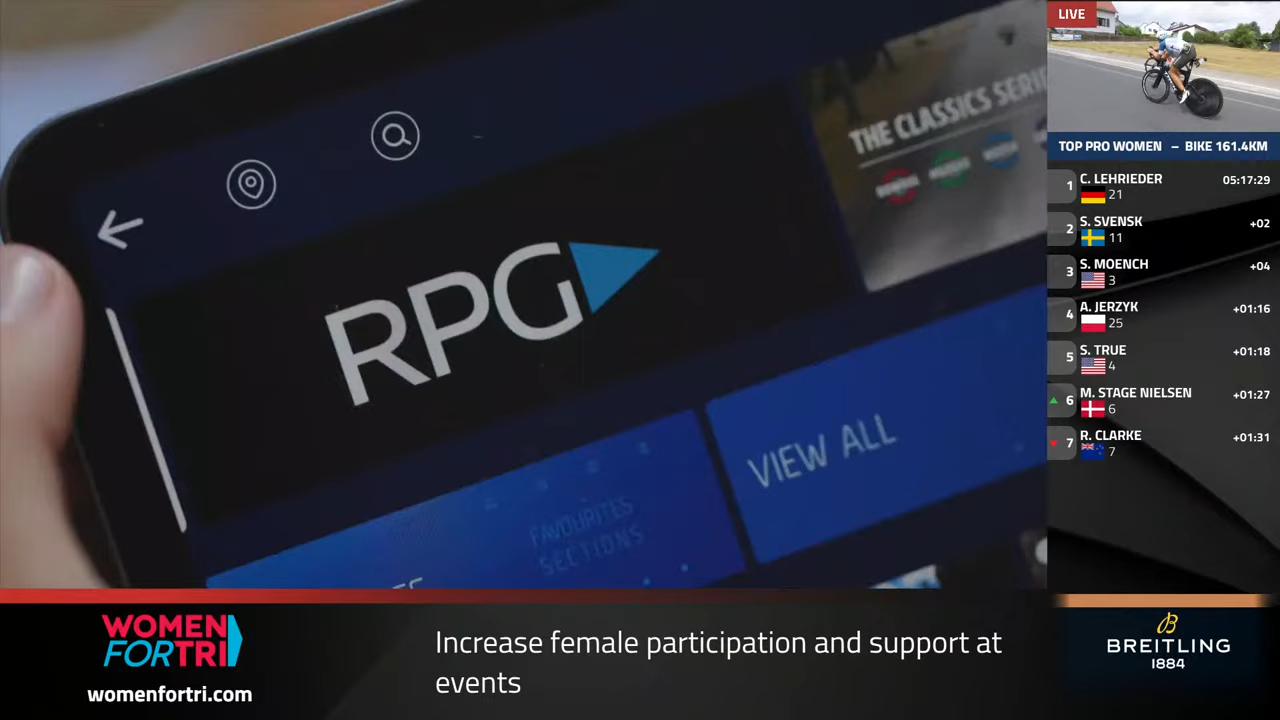 LIVE
TOP PRO WOMEN – BIKE 161.4KM
1 C. LEHRIEDER 05:17:29
21
2 S. SVENSK +02
11
3 S. MOENCH +04
3
4 A. JERZYK +01:16
25
5 S. TRUE +01:18
4
6 M. STAGE NIELSEN +01:27
6
7 R. CLARKE +01:31
7
THE CLASSICS
RPG
VIEW ALL
FAVOURITES
SECTIONS
WOMEN
FORTRI
womenfortri.com
Increase female participation and support at
events
B
BREITLING
1884